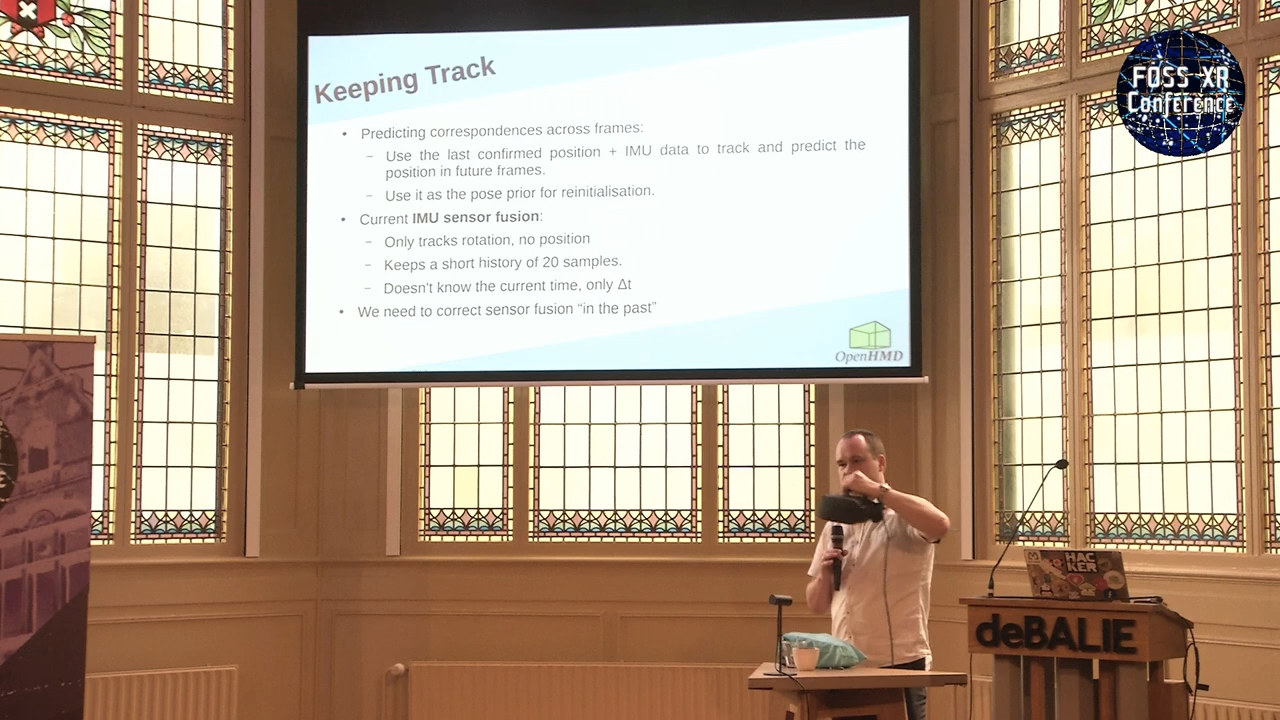 FOSS XR
Conference
Keeping Track
• Predicting correspondences across frames:
– Use the last confirmed position + IMU data to track and predict the
position in future frames.
– Use it as the pose prior for reinitialisation.
• Current IMU sensor fusion:
– Only tracks rotation, no position
– Keeps a short history of 20 samples.
– Doesn't know the current time, only Δt
• We need to correct sensor fusion “in the past”
OpenHMD
HAC
KER
deBALIE